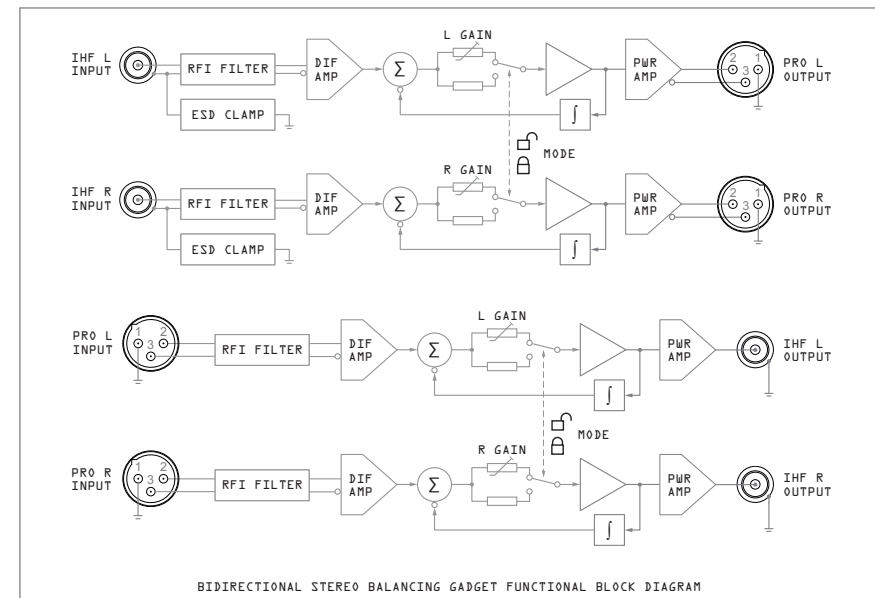 L GAIN
IHF L
INPUT
RFI FILTER
DIF
AMP
Σ
PWR
AMP
2 1
3
PRO L
OUTPUT
ESD CLAMP
∫
MODE
R GAIN
IHF R
INPUT
RFI FILTER
DIF
AMP
Σ
PWR
AMP
2 1
3
PRO R
OUTPUT
ESD CLAMP
∫
L GAIN
PRO L
INPUT
1 2
3
RFI FILTER
DIF
AMP
Σ
PWR
AMP
IHF L
OUTPUT
∫
MODE
R GAIN
PRO R
INPUT
1 2
3
RFI FILTER
DIF
AMP
Σ
PWR
AMP
IHF R
OUTPUT
∫
BIDIRECTIONAL STEREO BALANCING GADGET FUNCTIONAL BLOCK DIAGRAM